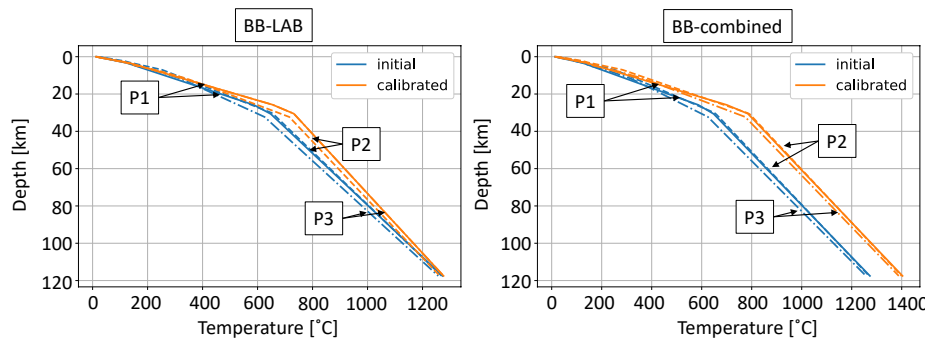 BB-LAB
BB-combined
0
20
40
60
80
100
120
Depth [km]
0 200 400 600 800 1000 1200
Temperature [˚C]
initial
calibrated
P1
P2
P3
0
20
40
60
80
100
120
Depth [km]
0 200 400 600 800 1000 1200 1400
Temperature [˚C]
initial
calibrated
P1
P2
P3